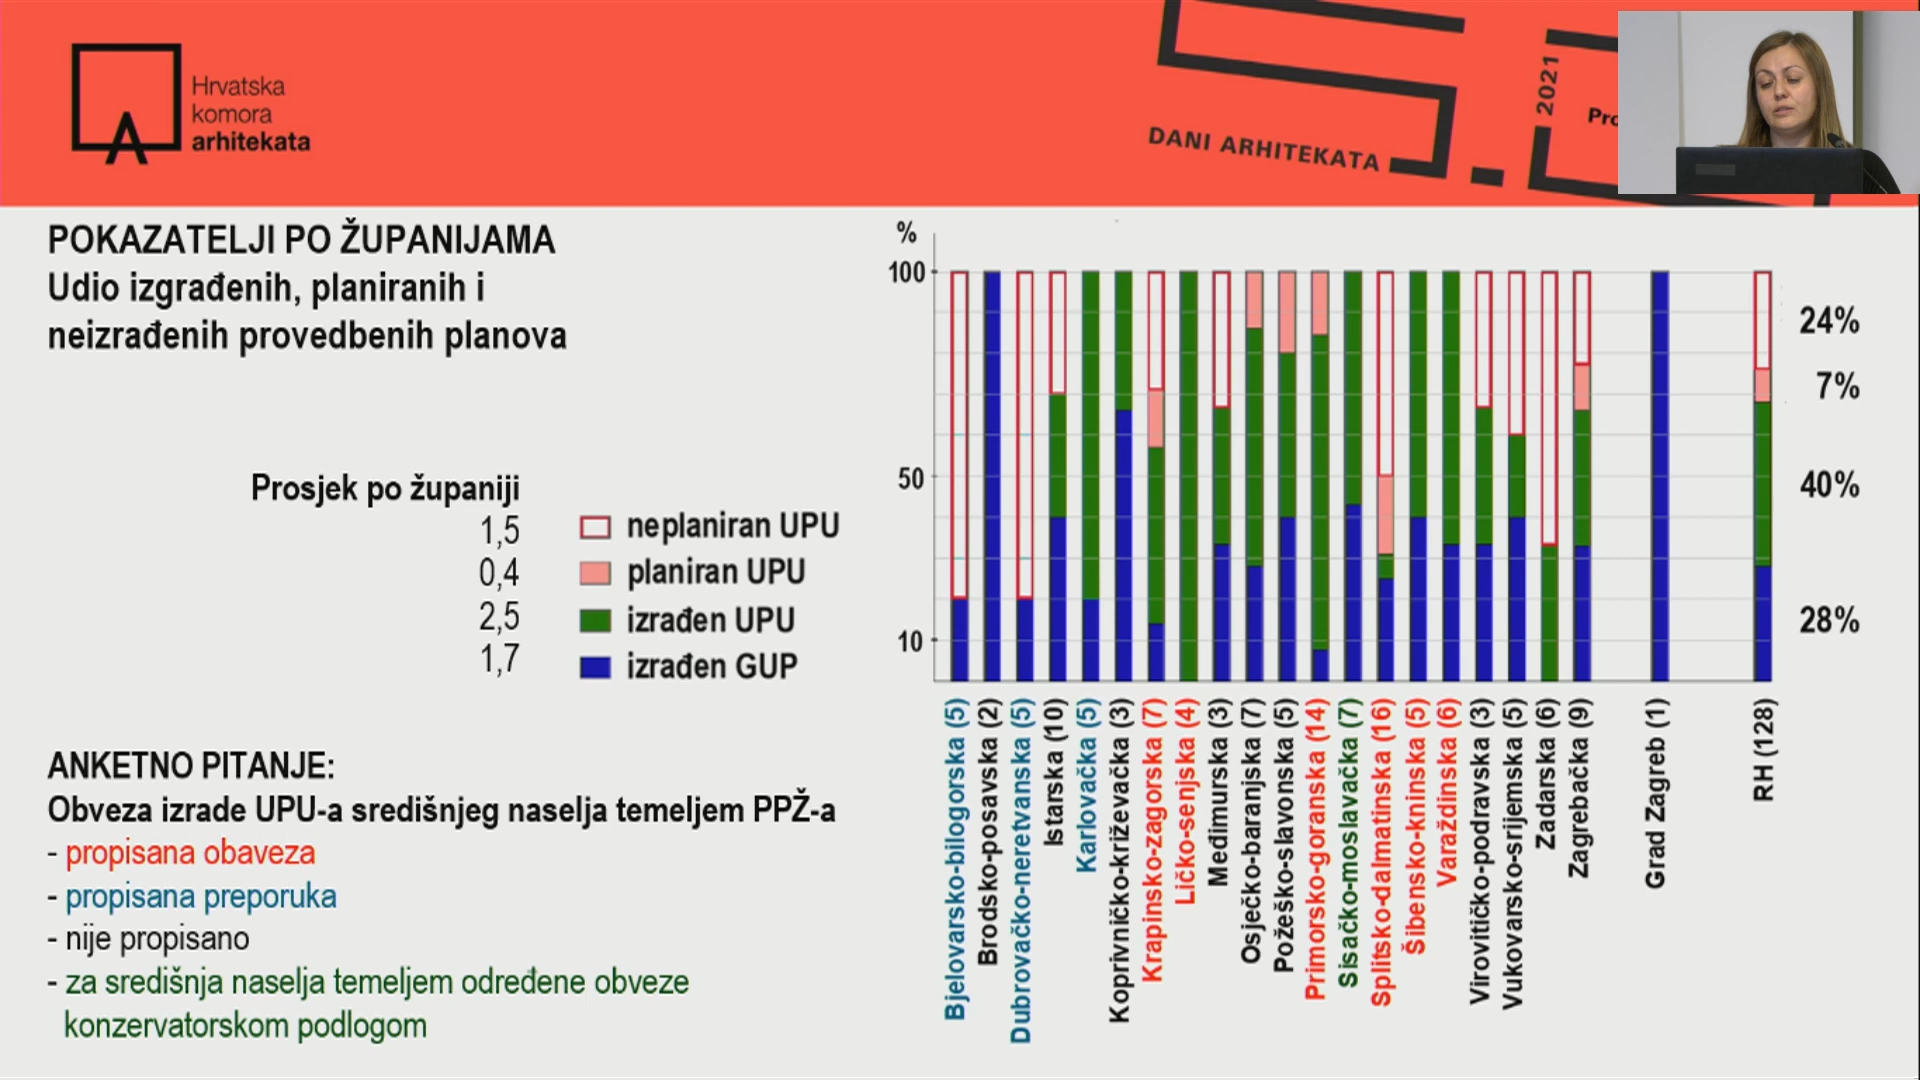 Hrvatska
komora
arhitekata
DANI ARHITEKATA
2021
POKAZATELJI PO ŽUPANIJAMA
Udio izgrađenih, planiranih i
neizrađenih provedbenih planova
Prosjek po županiji
1,5 neplaniran UPU
0,4 planiran UPU
2,5 izrađen UPU
1,7 izrađen GUP
ANKETNO PITANJE:
Obveza izrade UPU-a središnjeg naselja temeljem PPŽ-a
- propisana obaveza
- propisana preporuka
- nije propisano
- za središnja naselja temeljem određene obveze
konzervatorskom podlogom
%
100
50
10
24%
7%
40%
28%
Bjelovarsko-bilogorska (5)
Brodsko-posavska (2)
Dubrovačko-neretvanska (5)
Istarska (10)
Karlovačka (5)
Koprivničko-križevačka (3)
Krapinsko-zagorska (7)
Ličko-senjska (4)
Međimurska (3)
Osječko-baranjska (7)
Požeško-slavonska (5)
Primorsko-goranska (14)
Sisačko-moslavačka (7)
Splitsko-dalmatinska (16)
Šibensko-kninska (5)
Varaždinska (6)
Virovitičko-podravska (3)
Vukovarsko-srijemska (5)
Zadarska (6)
Zagrebačka (9)
Grad Zagreb (1)
RH (128)